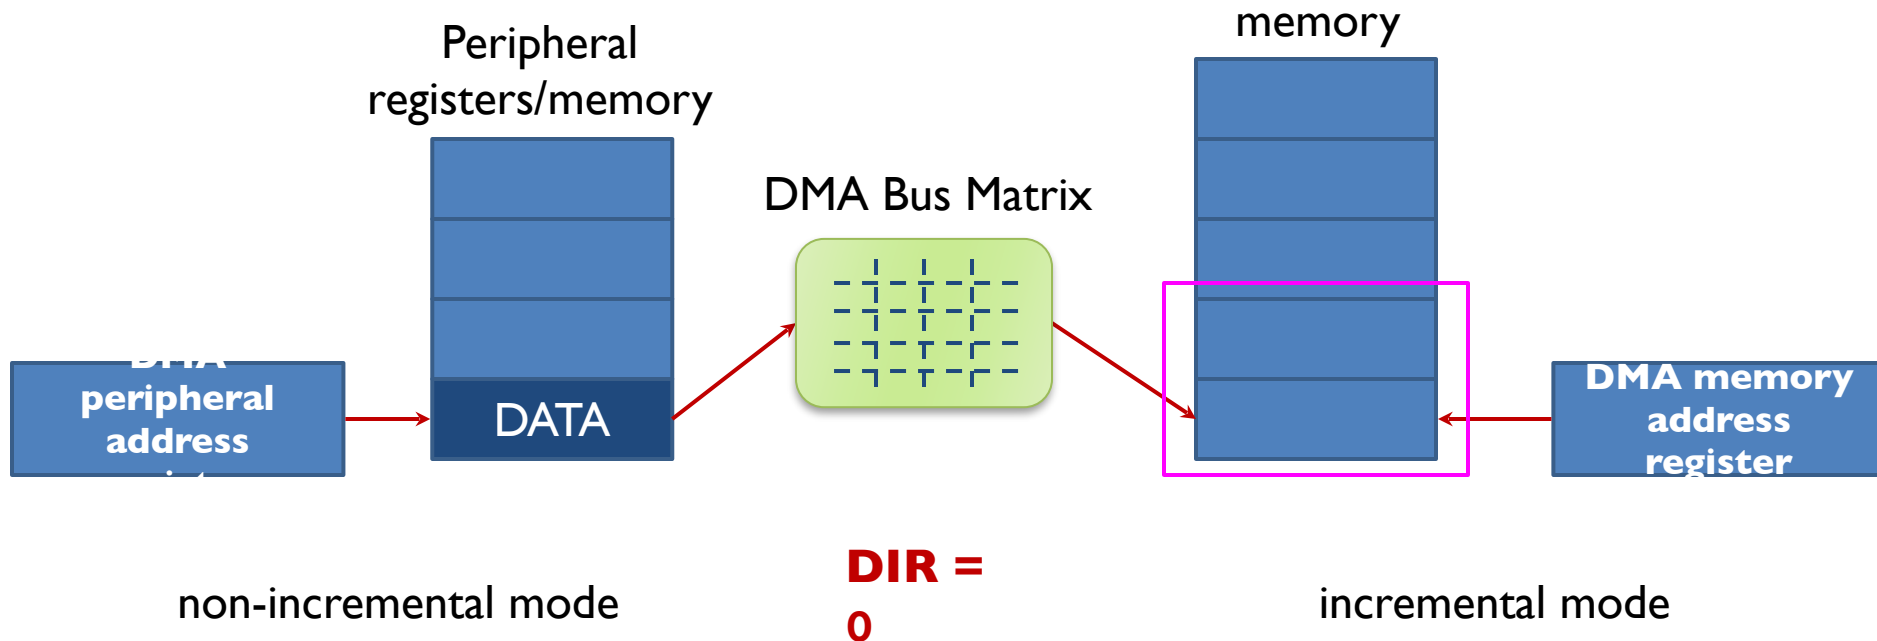 memory
Peripheral
registers/memory
DMA Bus Matrix
DMA
peripheral
address
DATA
DMA memory
address
register
DIR =
0
non-incremental mode
incremental mode